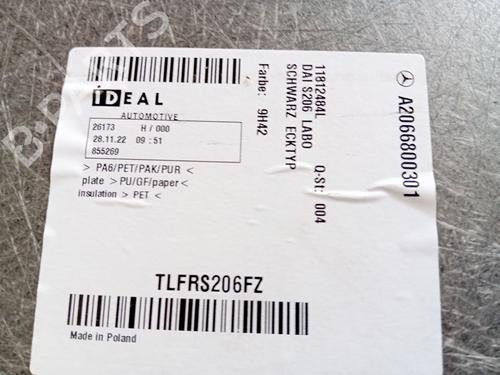 B-PARTS
iDEAL
AUTOMOTIVE
26173 H/000
28.11.22 09:51
855269
> PA6/PET/PAK/PUR <
plate > PU/GF/paper <
insulation > PET <
Farbe: 9H42
11812484L
DAI S206 LABO Q-St: 004
SCHWARZ ECKTYP
A2066800301
TLFRS206FZ
Made in Poland